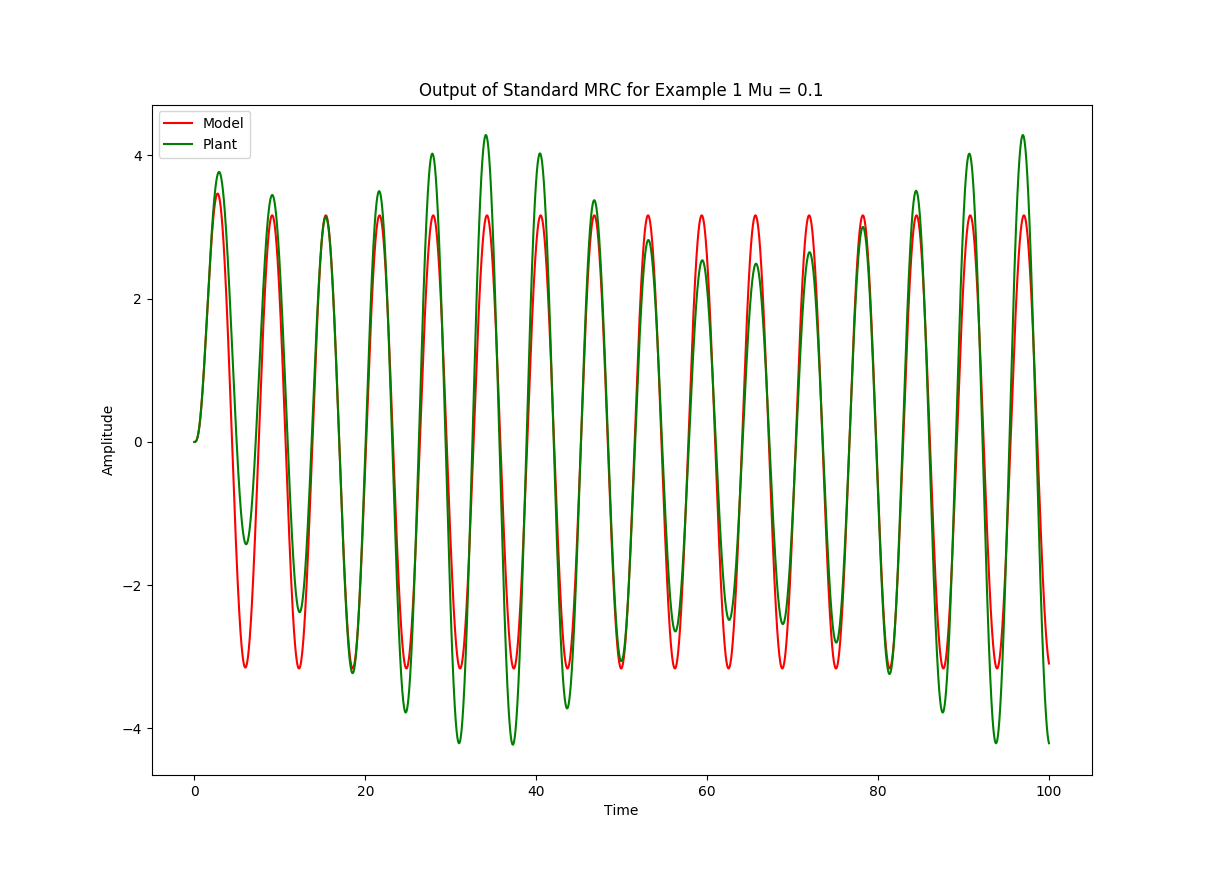 Output of Standard MRC for Example 1 Mu = 0.1
Model
Plant
4
2
0
−2
−4
Amplitude
0 20 40 60 80 100
Time